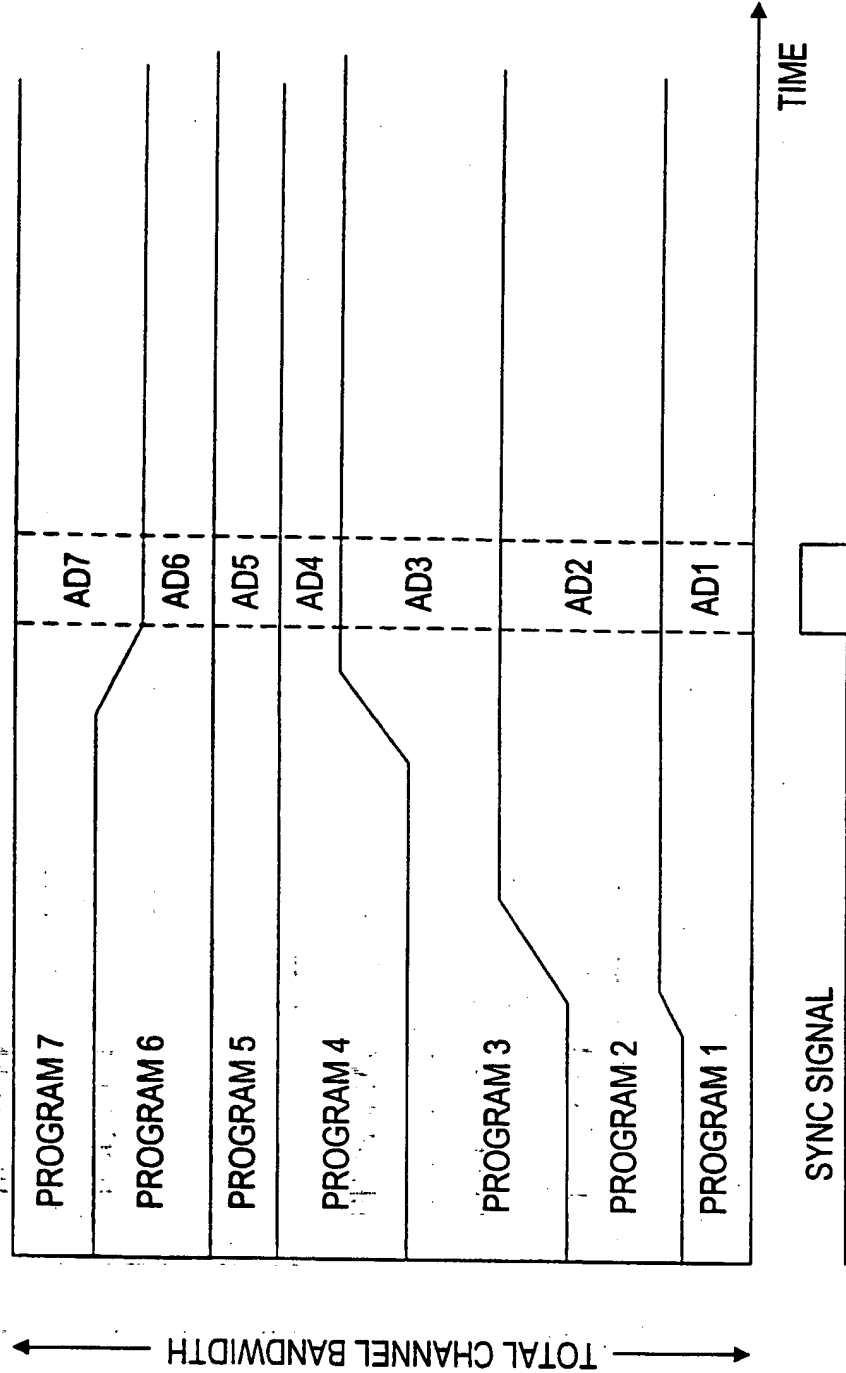 TOTAL CHANNEL BANDWIDTH
PROGRAM 7
PROGRAM 6
PROGRAM 5
PROGRAM 4
PROGRAM 3
PROGRAM 2
PROGRAM 1
AD7
AD6
AD5
AD4
AD3
AD2
AD1
TIME
SYNC SIGNAL